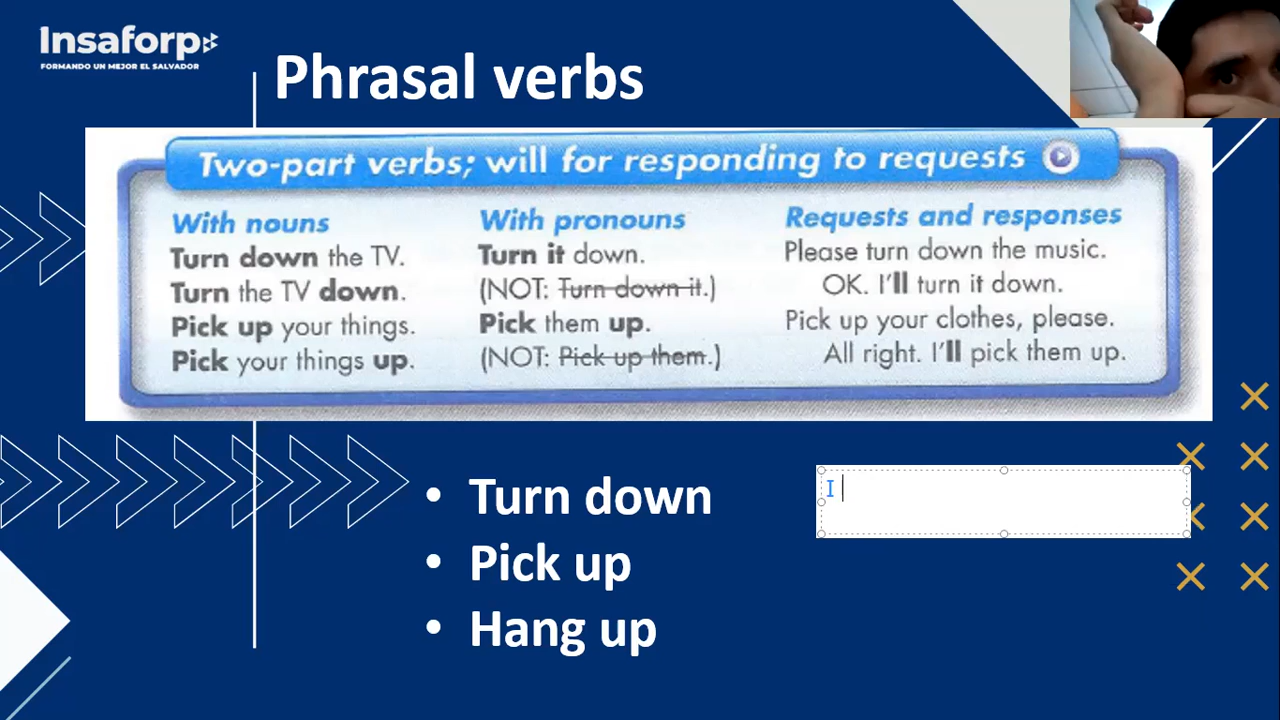 Insaforp
FORMANDO UN MEJOR EL SALVADOR
Phrasal verbs
Two-part verbs; will for responding to requests
With nouns
Turn down the TV.
Turn the TV down.
Pick up your things.
Pick your things up.
With pronouns
Turn it down.
(NOT: Turn down it.)
Pick them up.
(NOT: Pick up them.)
Requests and responses
Please turn down the music.
OK. I'll turn it down.
Pick up your clothes, please.
All right. I'll pick them up.
• Turn down
• Pick up
• Hang up
I